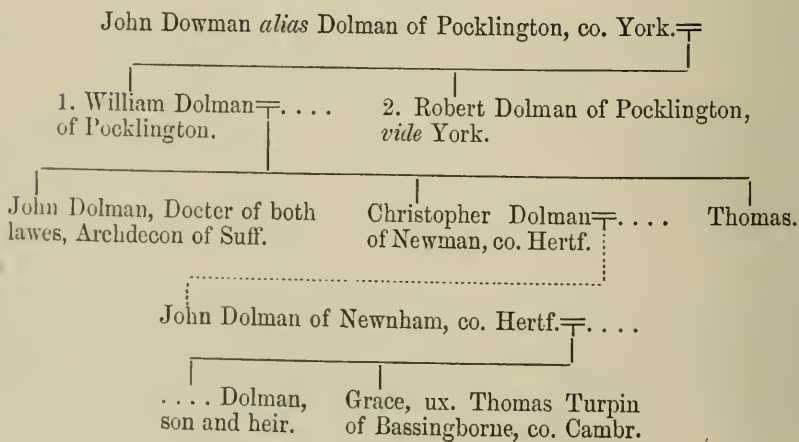 John Dowman alias Dolman of Pocklington, co. York.
1. William Dolman . . . .
of Pocklington.
2. Robert Dolman of Pocklington,
vide York.
John Dolman, Docter of both
lawes, Archdecon of Suff.
Christopher Dolman . . . .
of Newman, co. Hertf.
Thomas.
John Dolman of Newnham, co. Hertf. . . . .
. . . . Dolman,
son and heir.
Grace, ux. Thomas Turpin
of Bassingborne, co. Cambr.